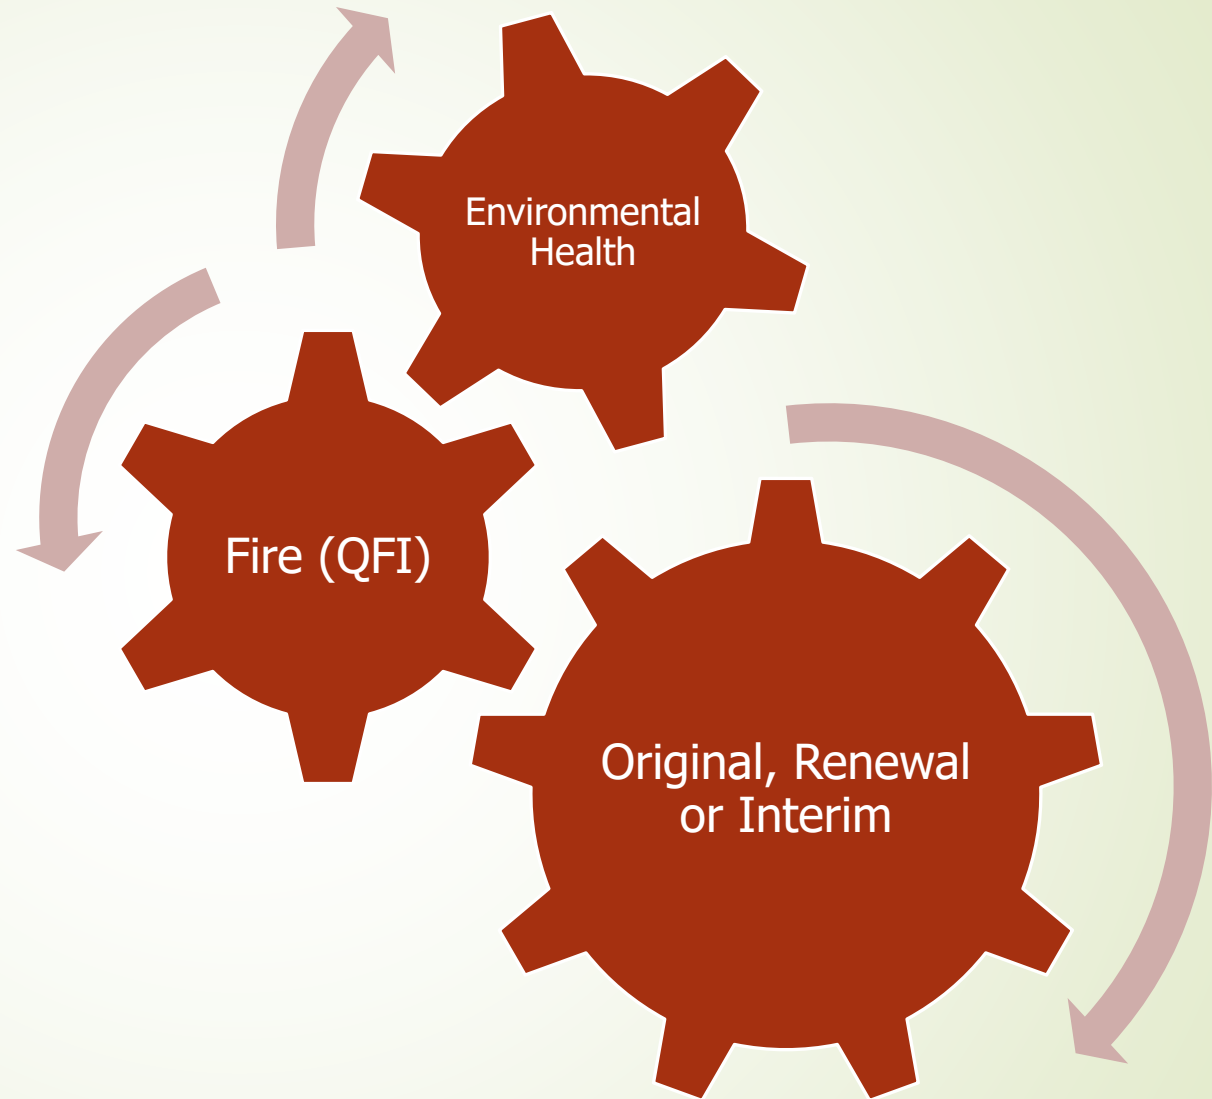 Environmental
Health
Fire (QFI)
Original, Renewal
or Interim